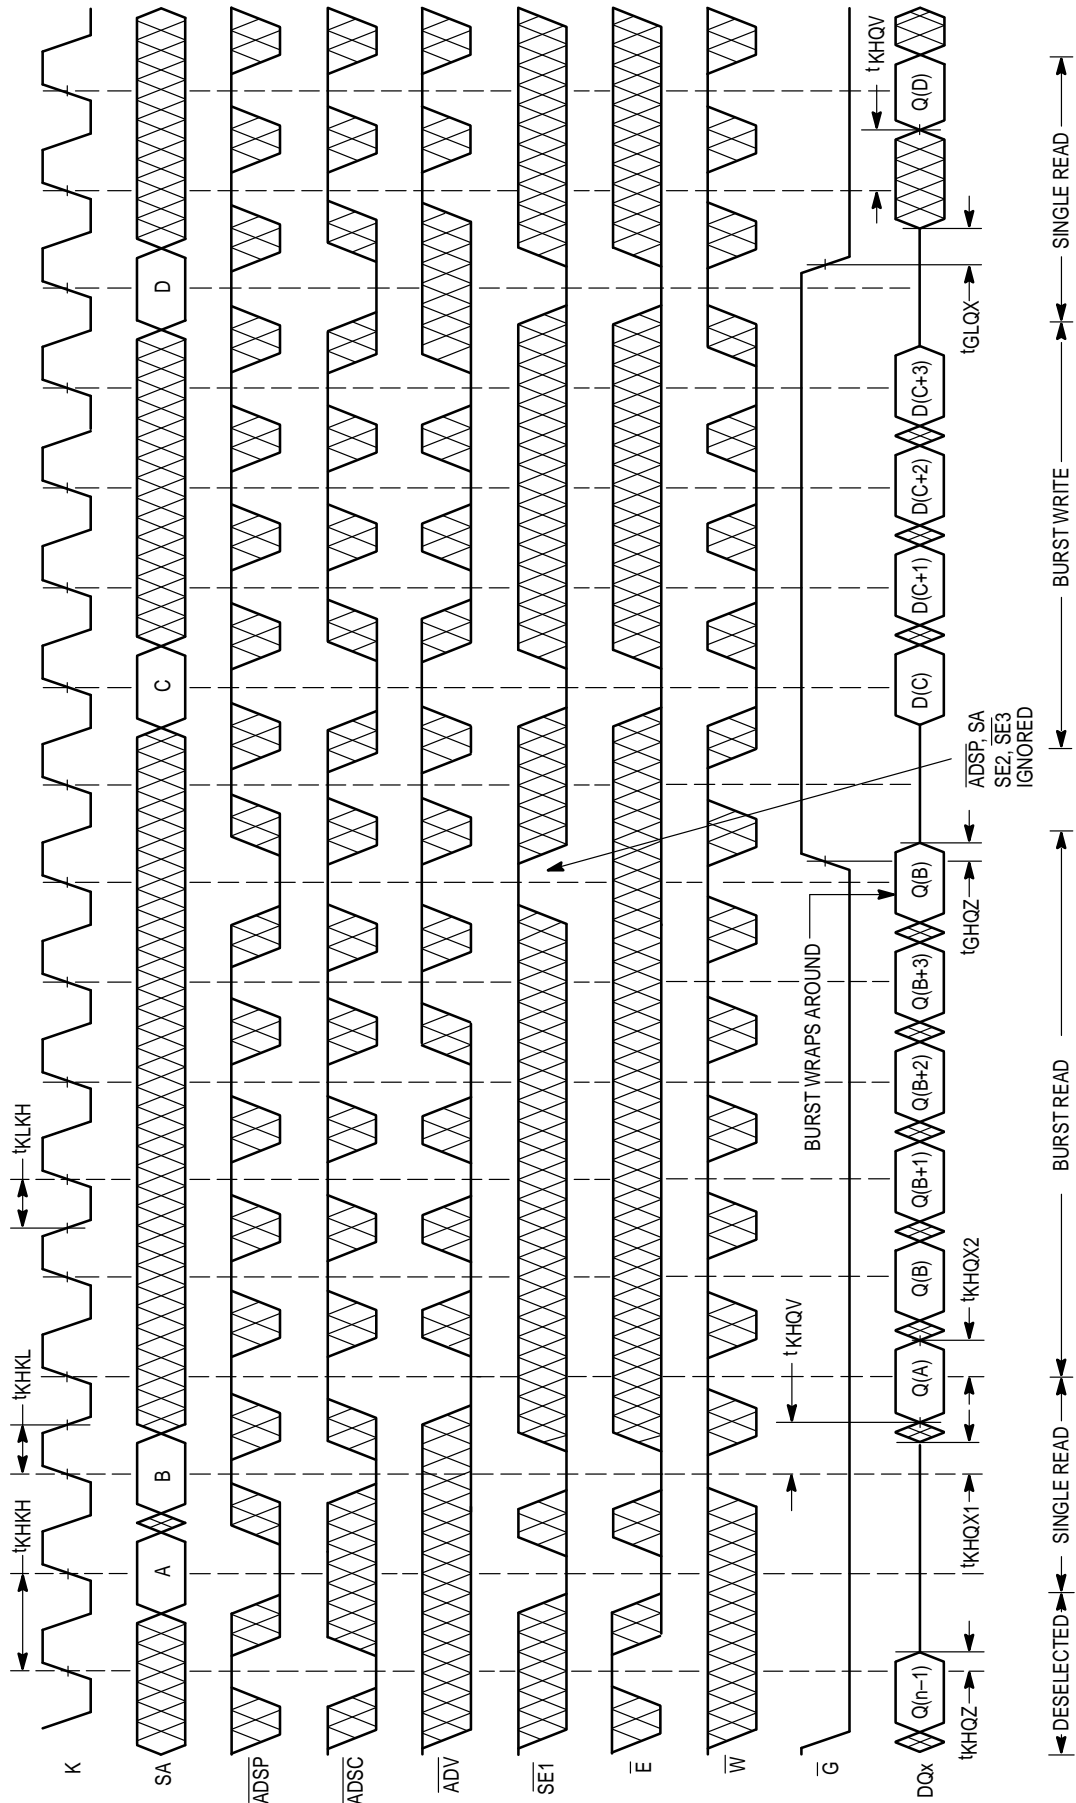 K
SA
ADSP
ADSC
ADV
SE1
E
W
G
DQx
tKHKH
tKHKL
tKLKH
A
B
C
D
tKHQV
BURST WRAPS AROUND
ADSP, SA
SE2, SE3
IGNORED
tKHQV
Q(n–1)
Q(A)
Q(B)
Q(B+1)
Q(B+2)
Q(B+3)
Q(B)
D(C)
D(C+1)
D(C+2)
D(C+3)
Q(D)
tKHQZ
tKHQX1
tKHQX2
tGHQZ
tGLQX
DESELECTED
SINGLE READ
BURST READ
BURST WRITE
SINGLE READ